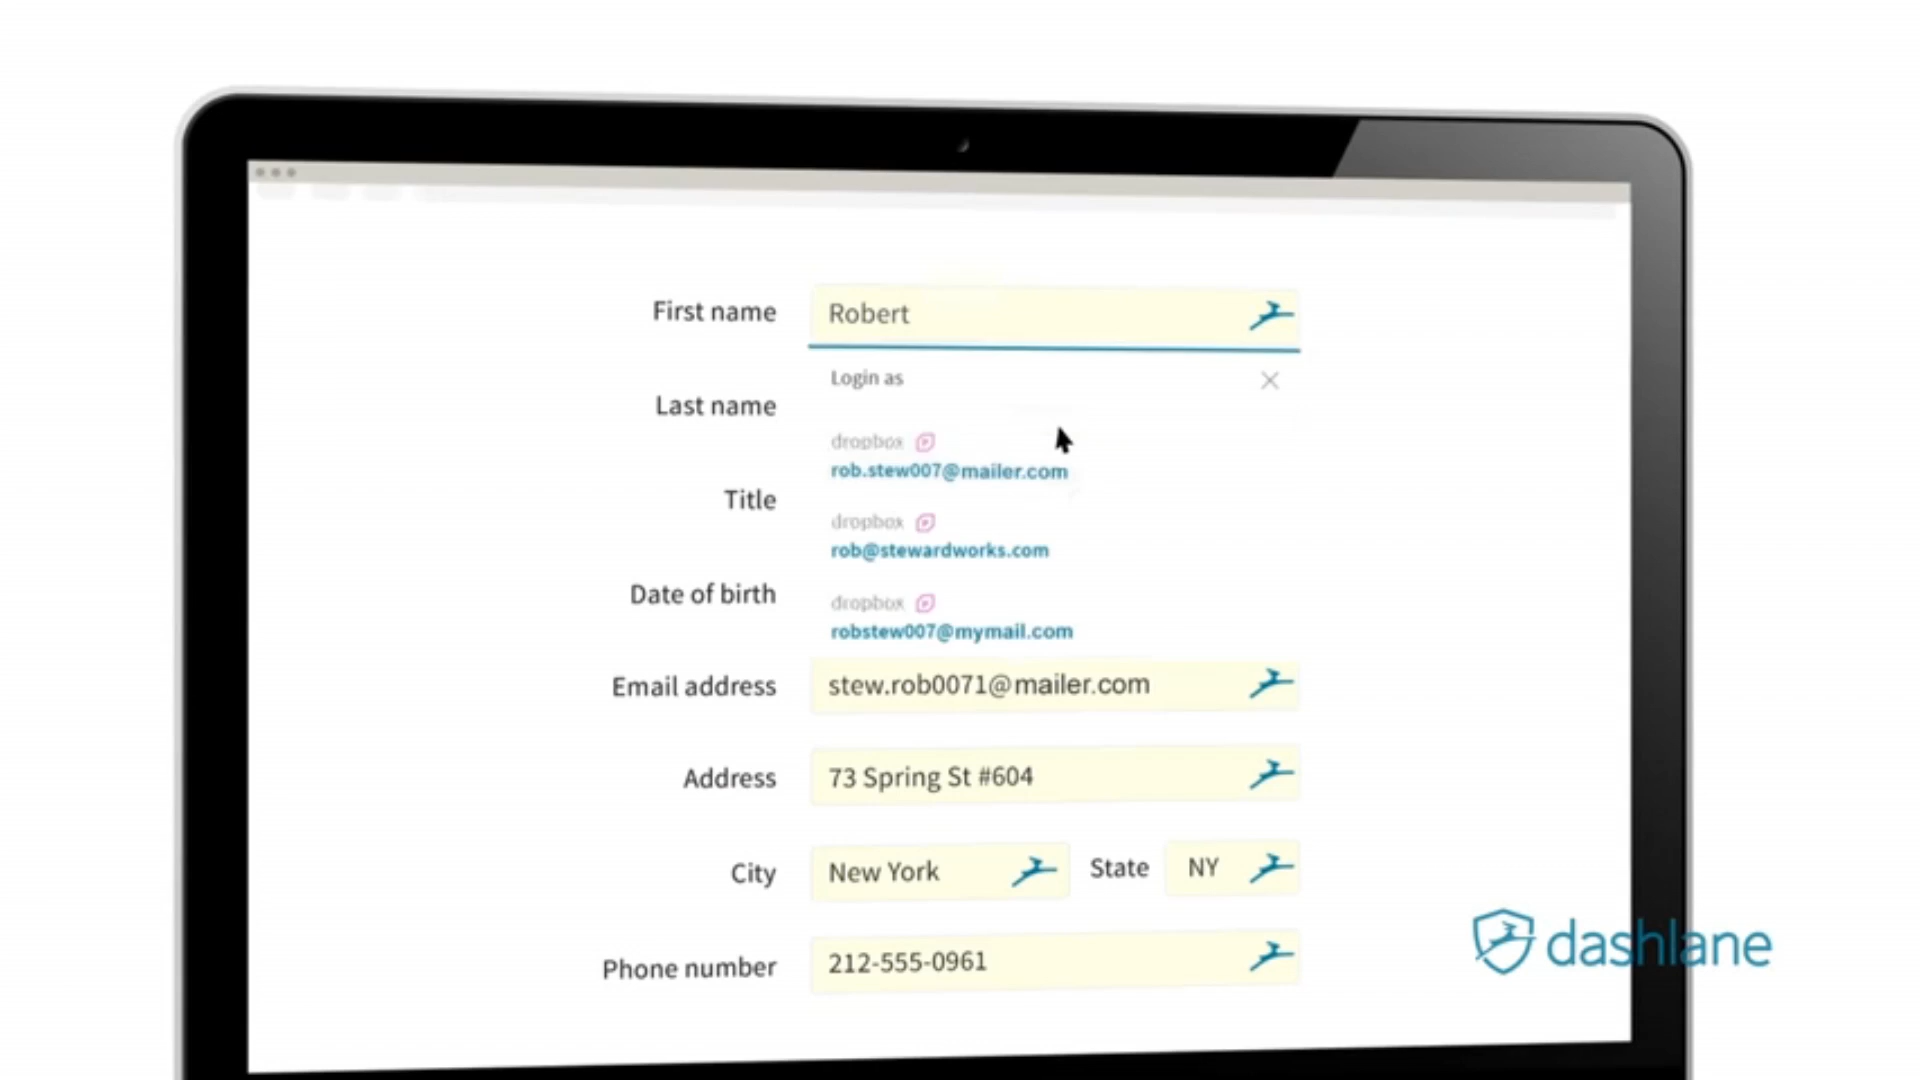 First name Robert
Login as
Last name
dropbox
rob.stew007@mailer.com
Title
dropbox
rob@stewardworks.com
Date of birth
dropbox
robstew007@mymail.com
Email address stew.rob0071@mailer.com
Address 73 Spring St #604
City New York State NY
Phone number 212-555-0961
dashlane